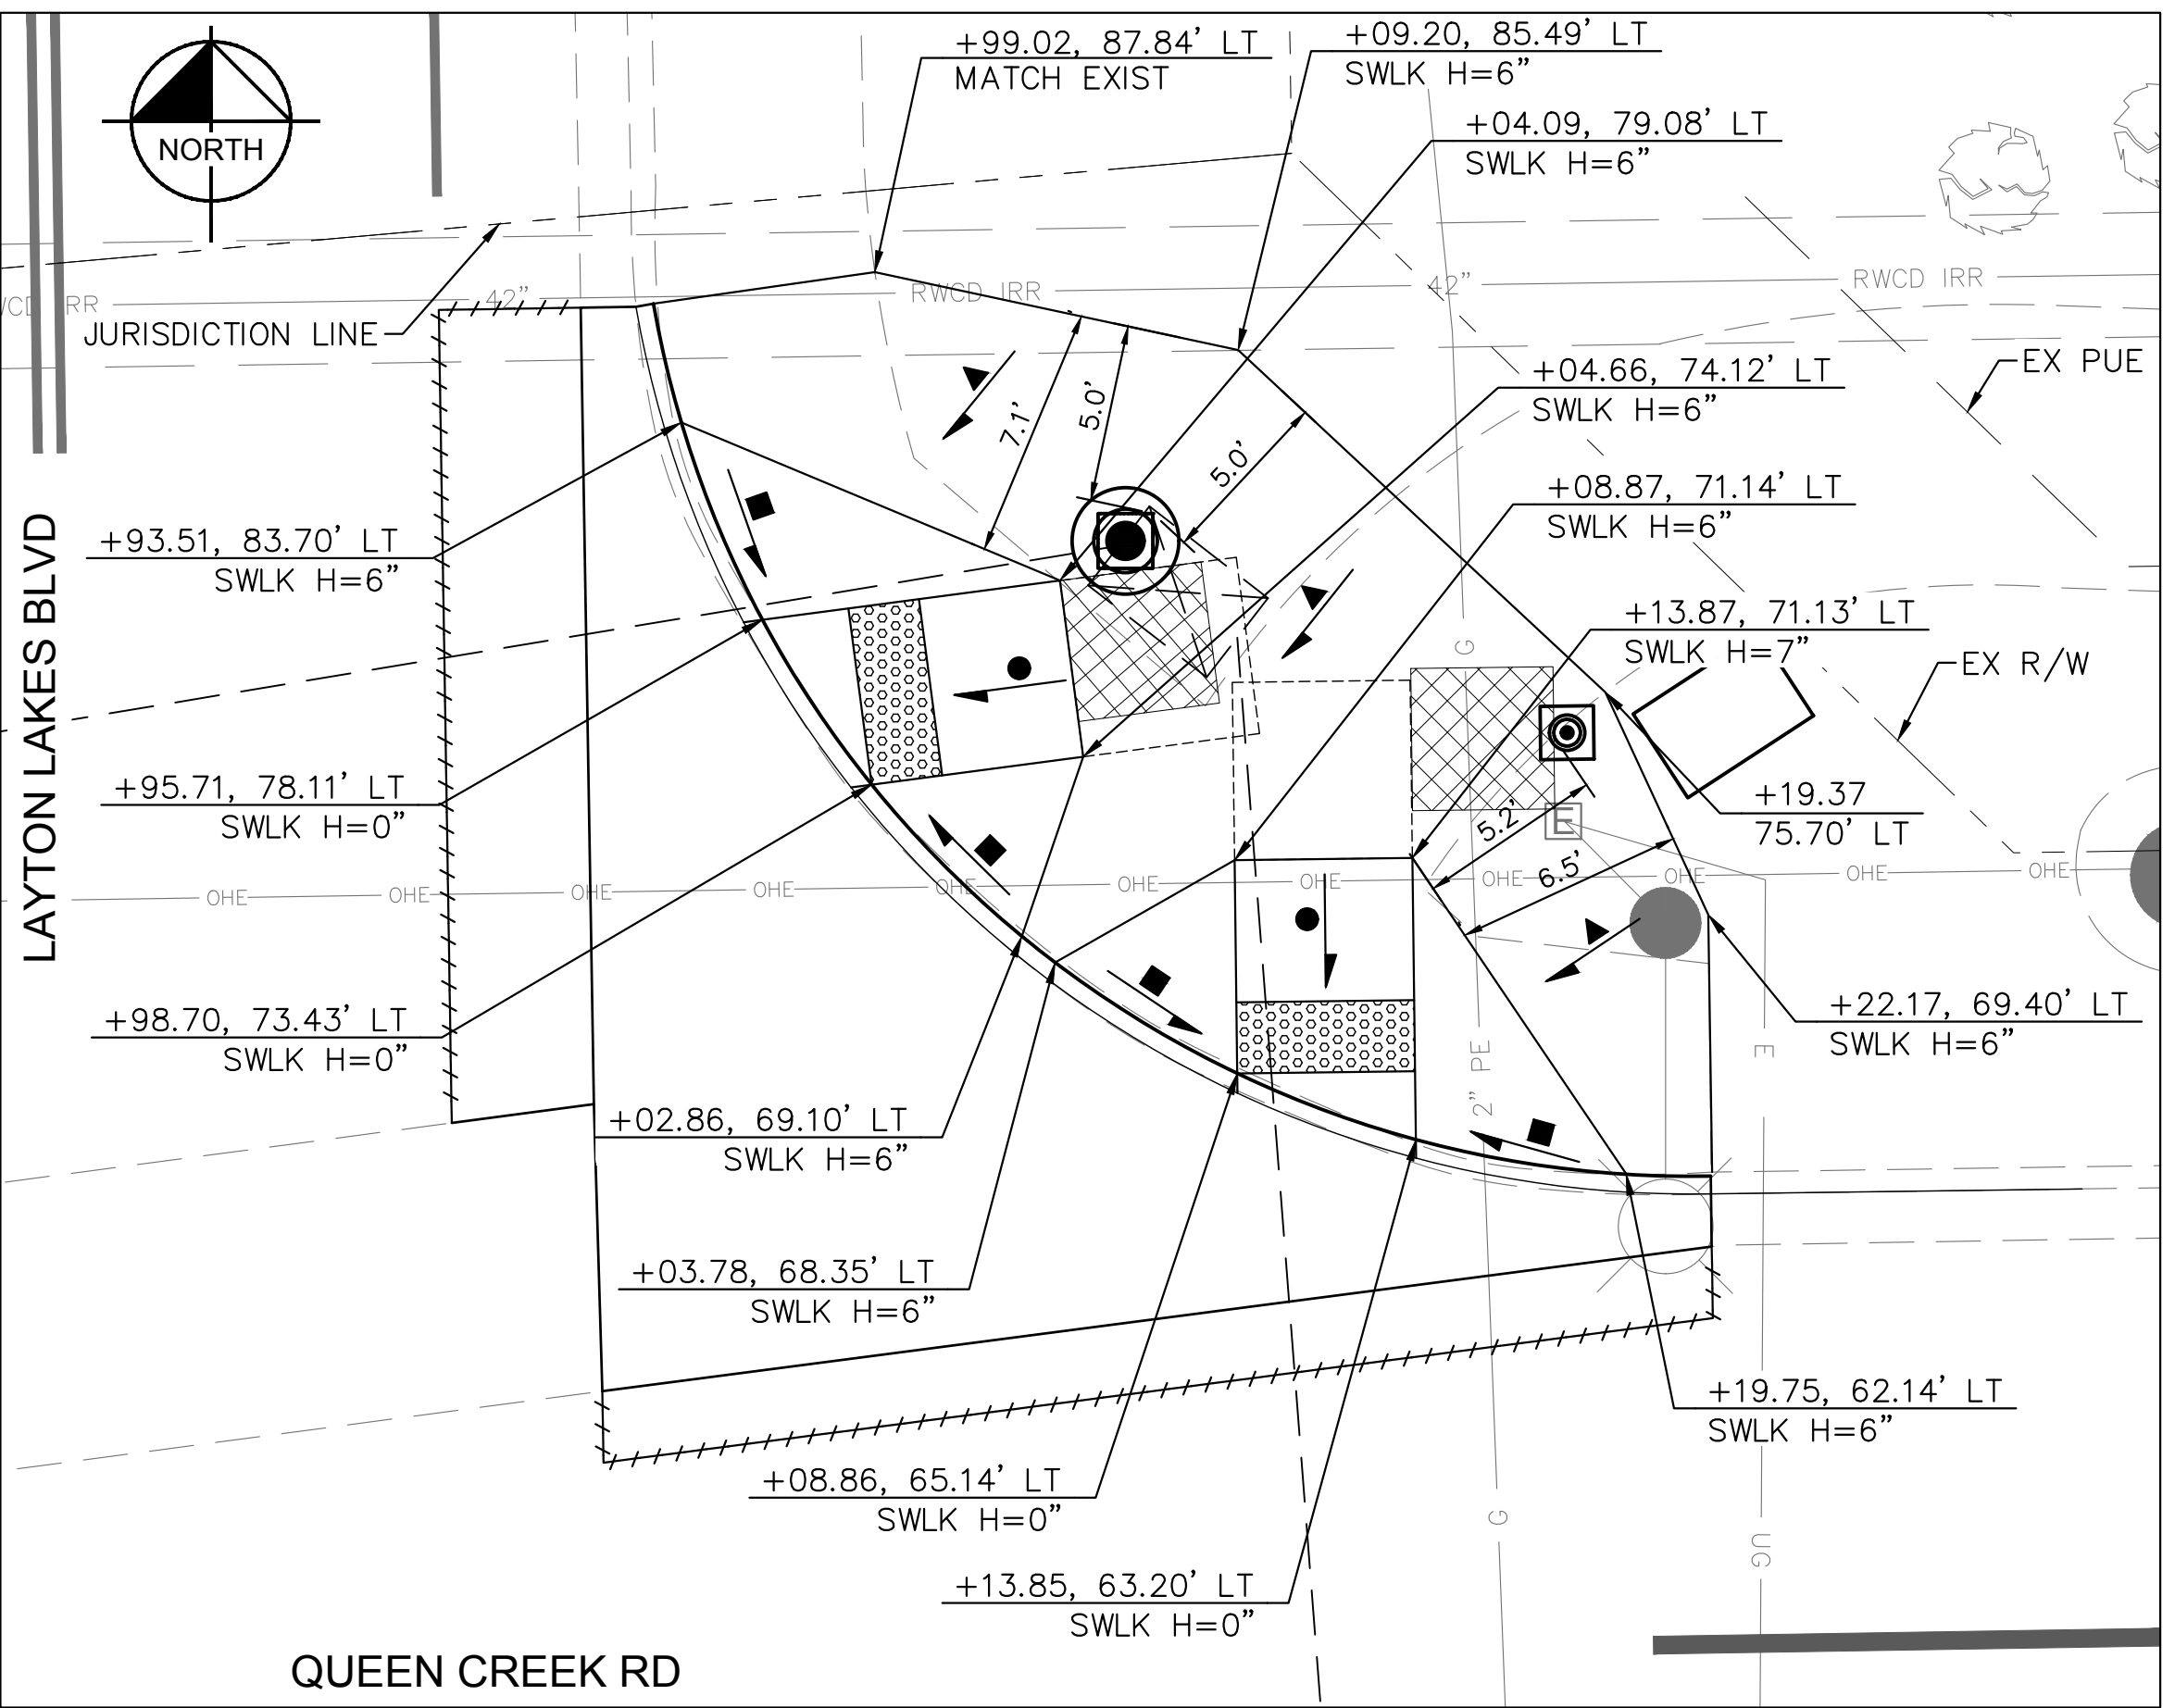 +99.02, 87.84' LT
MATCH EXIST
+09.20, 85.49' LT
SWLK H=6"
+04.09, 79.08' LT
SWLK H=6"
NORTH
RWCD IRR
42"
RWCD IRR
42"
RWCD IRR
JURISDICTION LINE
EX PUE
7.1'
5.0'
5.0'
+04.66, 74.12' LT
SWLK H=6"
+08.87, 71.14' LT
SWLK H=6"
+93.51, 83.70' LT
SWLK H=6"
+13.87, 71.13' LT
SWLK H=7"
G
EX R/W
LAYTON LAKES BLVD
+95.71, 78.11' LT
SWLK H=0"
+19.37
75.70' LT
5.2'
E
6.5'
OHE
OHE
OHE
OHE
OHE
OHE
OHE
OHE
OHE
OHE
OHE
+98.70, 73.43' LT
SWLK H=0"
+22.17, 69.40' LT
SWLK H=6"
E
2" PE
+02.86, 69.10' LT
SWLK H=6"
+03.78, 68.35' LT
SWLK H=6"
+19.75, 62.14' LT
SWLK H=6"
+08.86, 65.14' LT
SWLK H=0"
G
UG
+13.85, 63.20' LT
SWLK H=0"
QUEEN CREEK RD